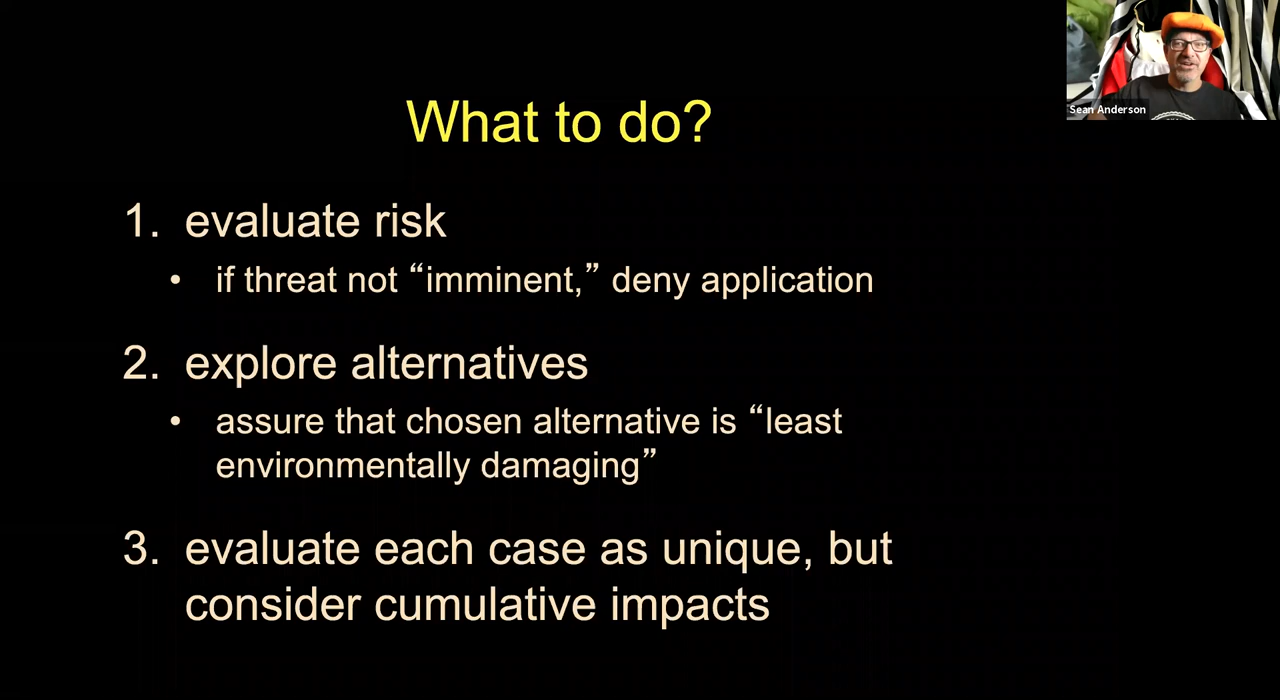 Sean Anderson
What to do?
1. evaluate risk
• if threat not “imminent,” deny application
2. explore alternatives
• assure that chosen alternative is “least
environmentally damaging”
3. evaluate each case as unique, but
consider cumulative impacts